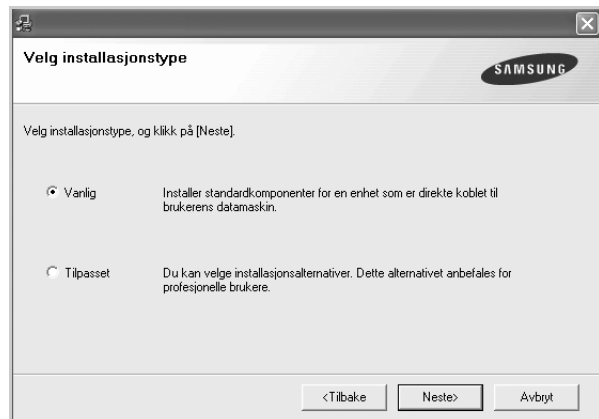 Velg installasjonstype
SAMSUNG
Velg installasjonstype, og klikk på [Neste].
Vanlig
Installer standardkomponenter for en enhet som er direkte koblet til
brukerens datamaskin.
Tilpasset
Du kan velge installasjonsalternativer. Dette alternativet anbefales for
profesjonelle brukere.
<Tilbake
Neste>
Avbryt